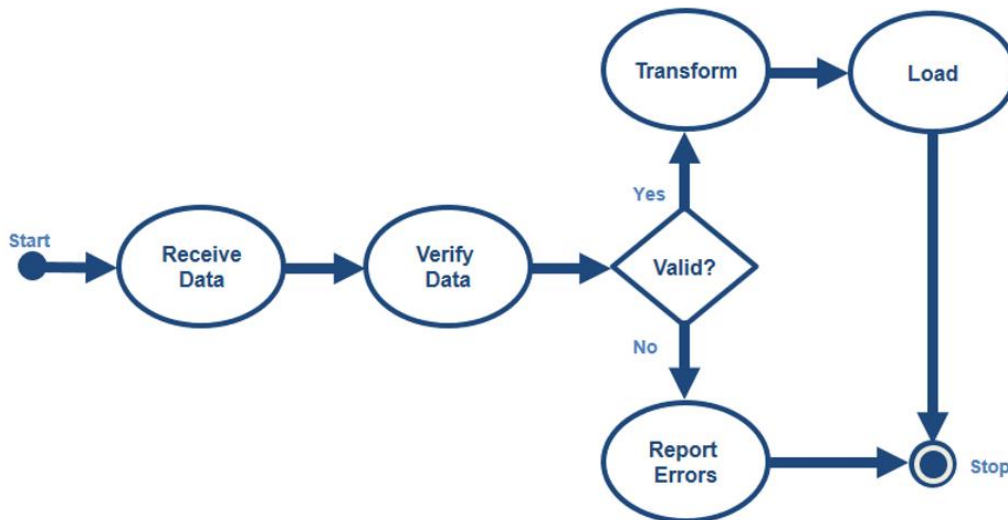 Start
Receive
Data
Verify
Data
Valid?
Yes
Transform
Load
No
Report
Errors
Stop